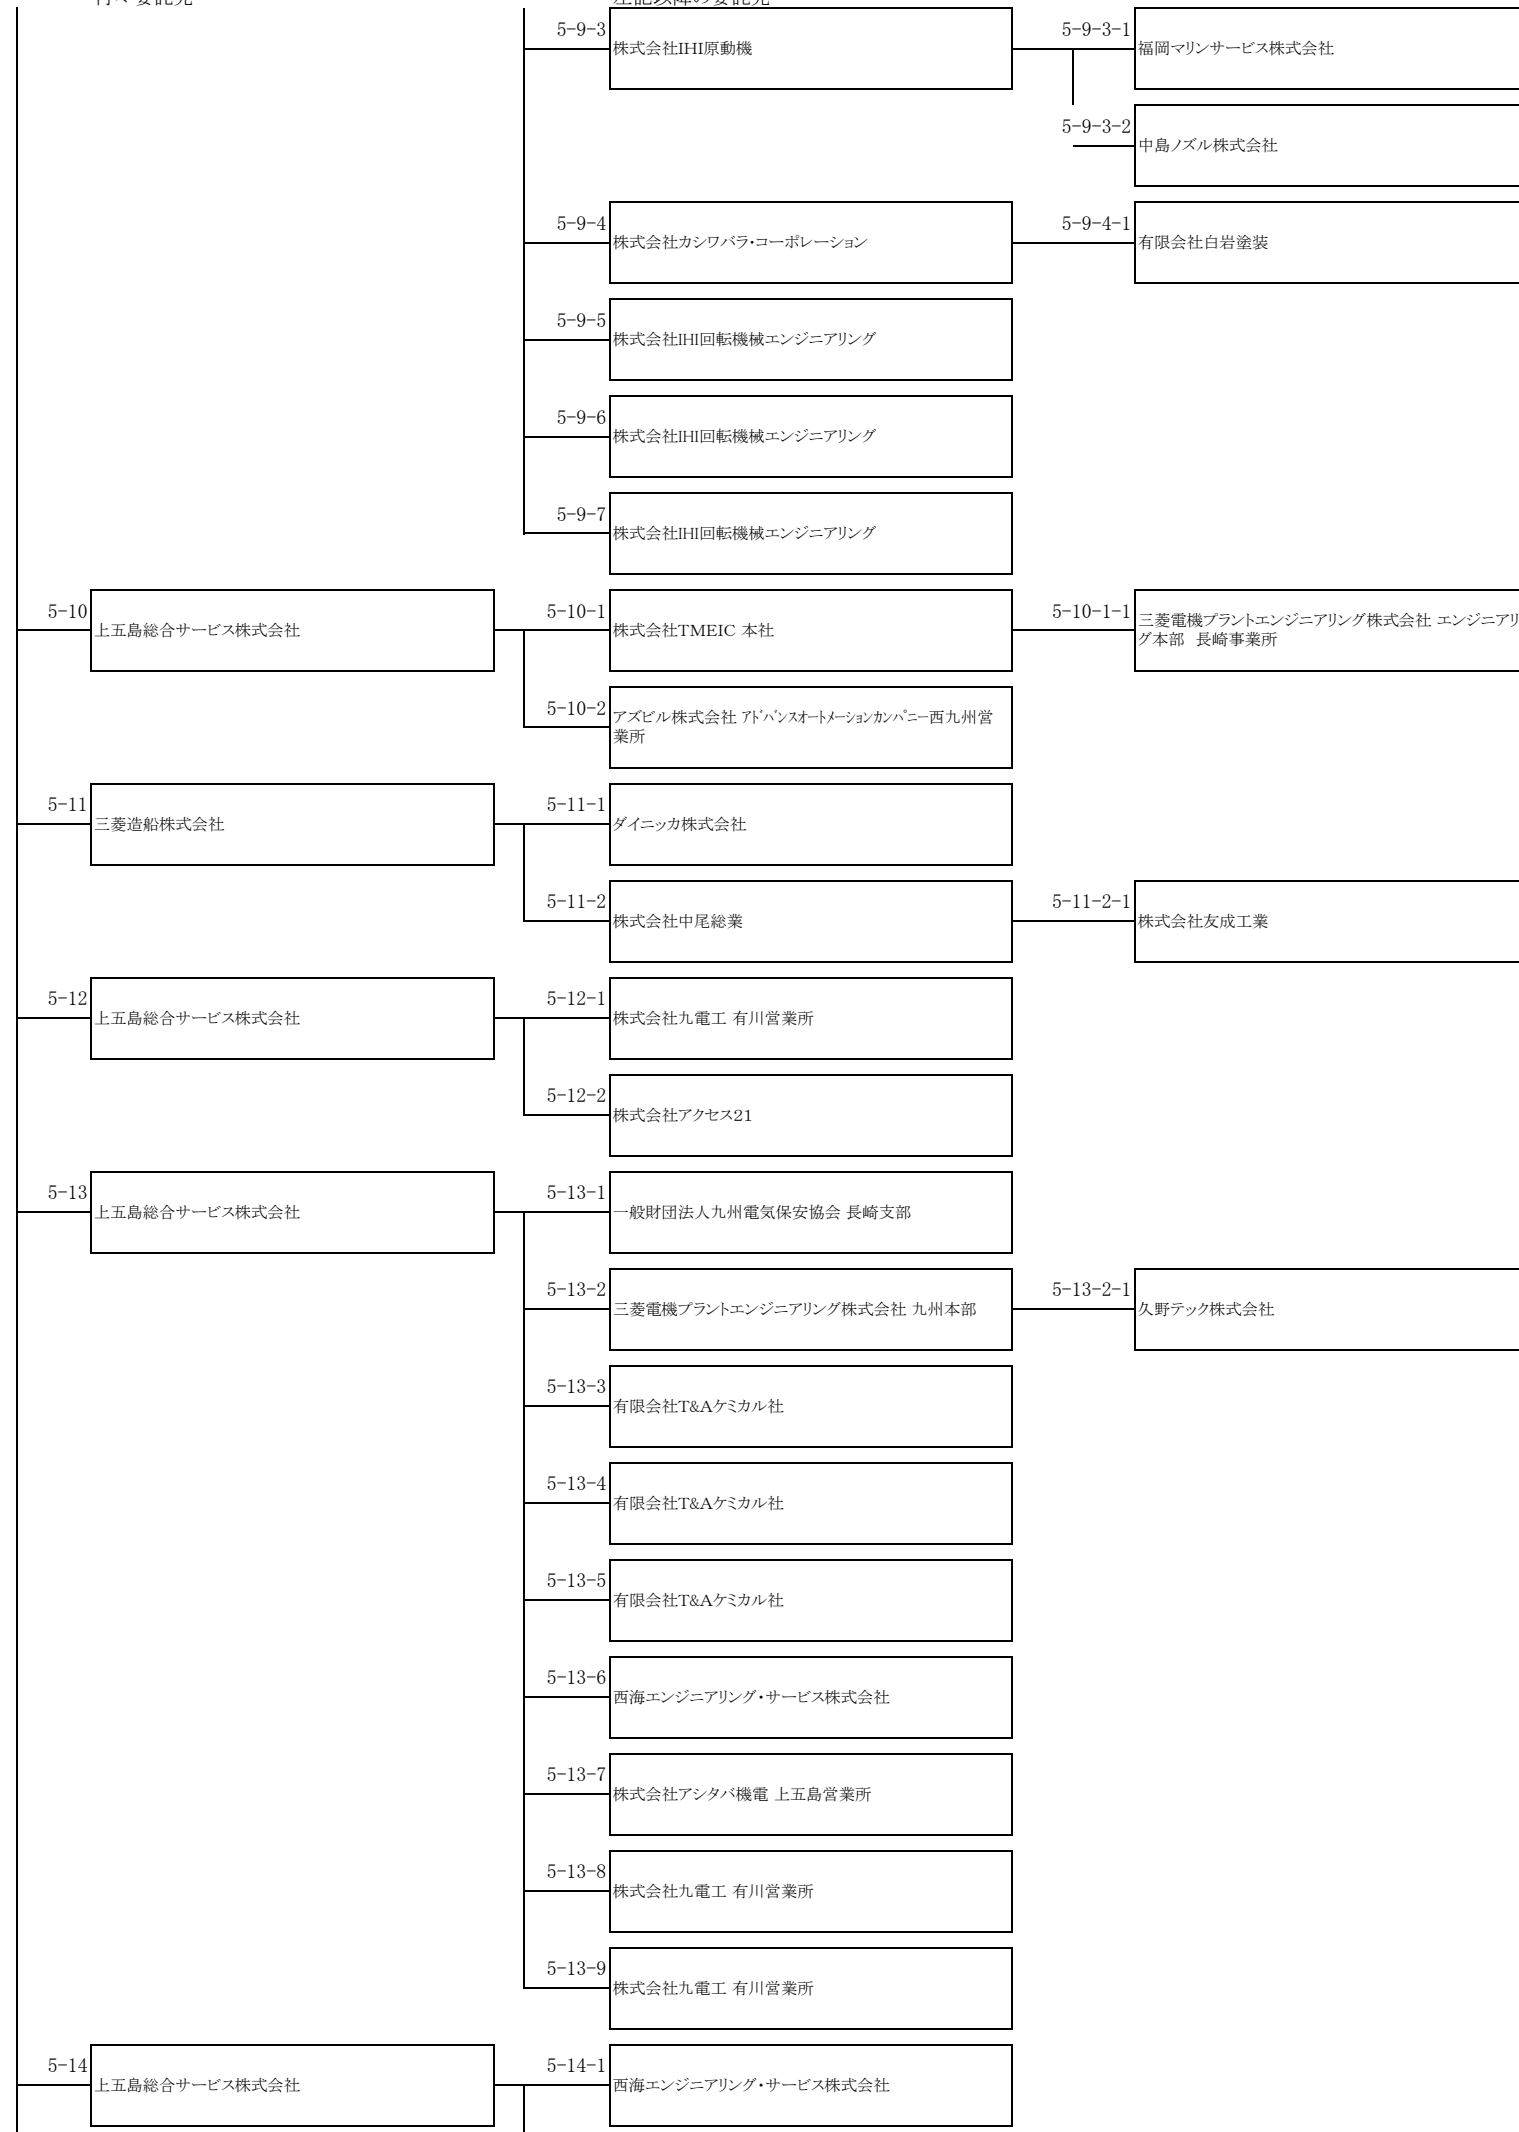 5-9-3
株式会社IHI原動機
5-9-3-1
福岡マリンサービス株式会社
5-9-3-2
中島ノズル株式会社
5-9-4
株式会社カシワバラ・コーポレーション
5-9-4-1
有限会社白岩塗装
5-9-5
株式会社IHI回転機械エンジニアリング
5-9-6
株式会社IHI回転機械エンジニアリング
5-9-7
株式会社IHI回転機械エンジニアリング
5-10
上五島総合サービス株式会社
5-10-1
株式会社TMEIC 本社
5-10-1-1
三菱電機プラントエンジニアリング株式会社 エンジニアリ
グ本部 長崎事業所
5-10-2
アズビル株式会社 アドバンスオートメーションカンパニー西九州営
業所
5-11
三菱造船株式会社
5-11-1
ダイニッカ株式会社
5-11-2
株式会社中尾総業
5-11-2-1
株式会社友成工業
5-12
上五島総合サービス株式会社
5-12-1
株式会社九電工 有川営業所
5-12-2
株式会社アクセス21
5-13
上五島総合サービス株式会社
5-13-1
一般財団法人九州電気保安協会 長崎支部
5-13-2
三菱電機プラントエンジニアリング株式会社 九州本部
5-13-2-1
久野テック株式会社
5-13-3
有限会社T&Aケミカル社
5-13-4
有限会社T&Aケミカル社
5-13-5
有限会社T&Aケミカル社
5-13-6
西海エンジニアリング・サービス株式会社
5-13-7
株式会社アシタバ機電 上五島営業所
5-13-8
株式会社九電工 有川営業所
5-13-9
株式会社九電工 有川営業所
5-14
上五島総合サービス株式会社
5-14-1
西海エンジニアリング・サービス株式会社